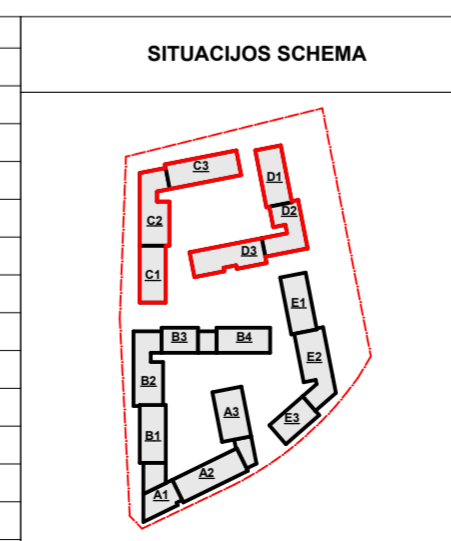 SITUACIJOS SCHEMA
C3
D1
C2
D2
D3
C1
E1
B3
B4
E2
B2
A3
E3
B1
A2
A1